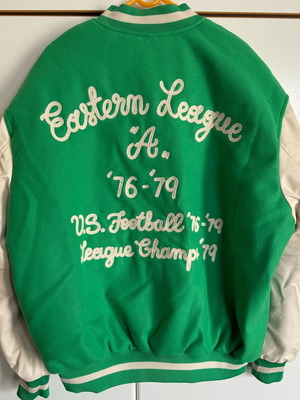 Eastern League
"A"
'76-'79
U.S. Football '76-'79
League Champ '79